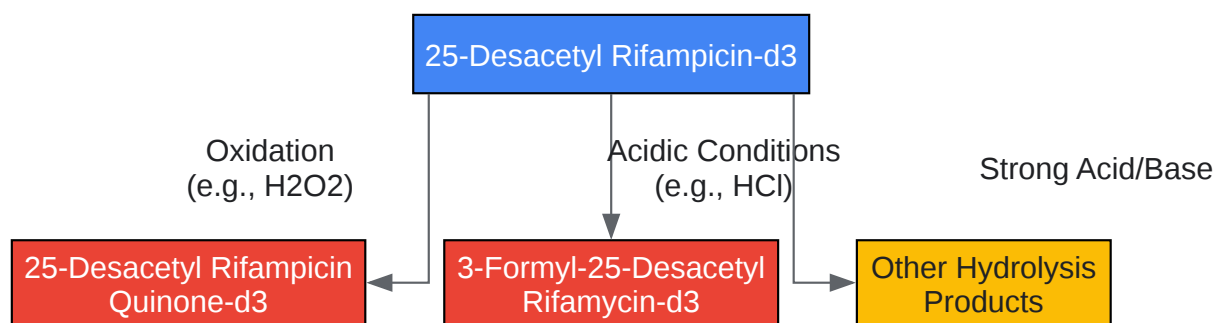 25-Desacetyl Rifampicin-d3
Oxidation
(e.g., H2O2)
Acidic Conditions
(e.g., HCl)
Strong Acid/Base
25-Desacetyl Rifampicin
Quinone-d3
3-Formyl-25-Desacetyl
Rifamycin-d3
Other Hydrolysis
Products